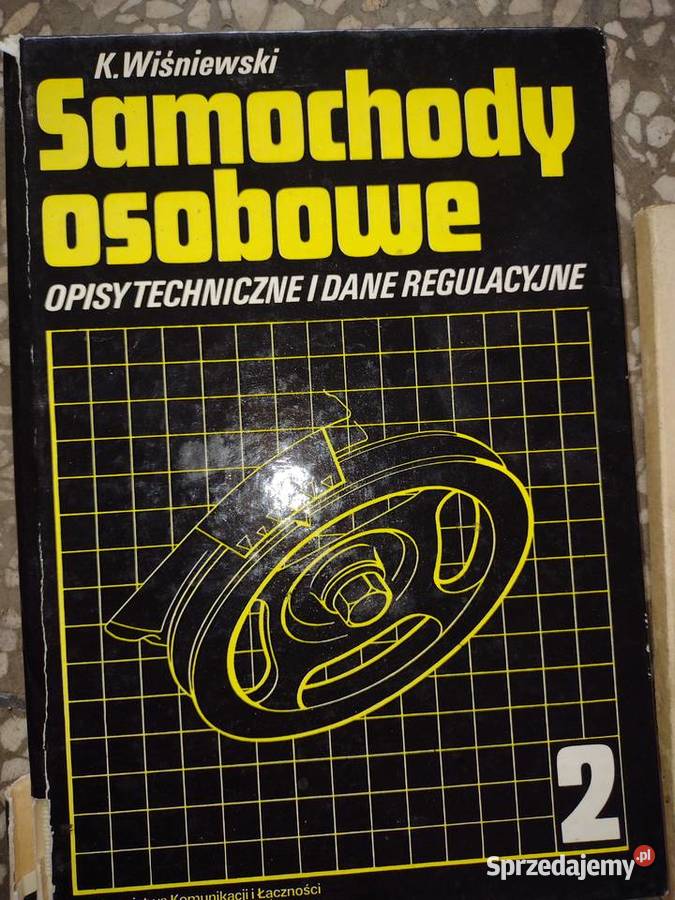 K. Wiśniewski
Samochody
osobowe
OPISY TECHNICZNE I DANE REGULACYJNE
2
Komunikacji i Łączności
Sprzedajemy.pl